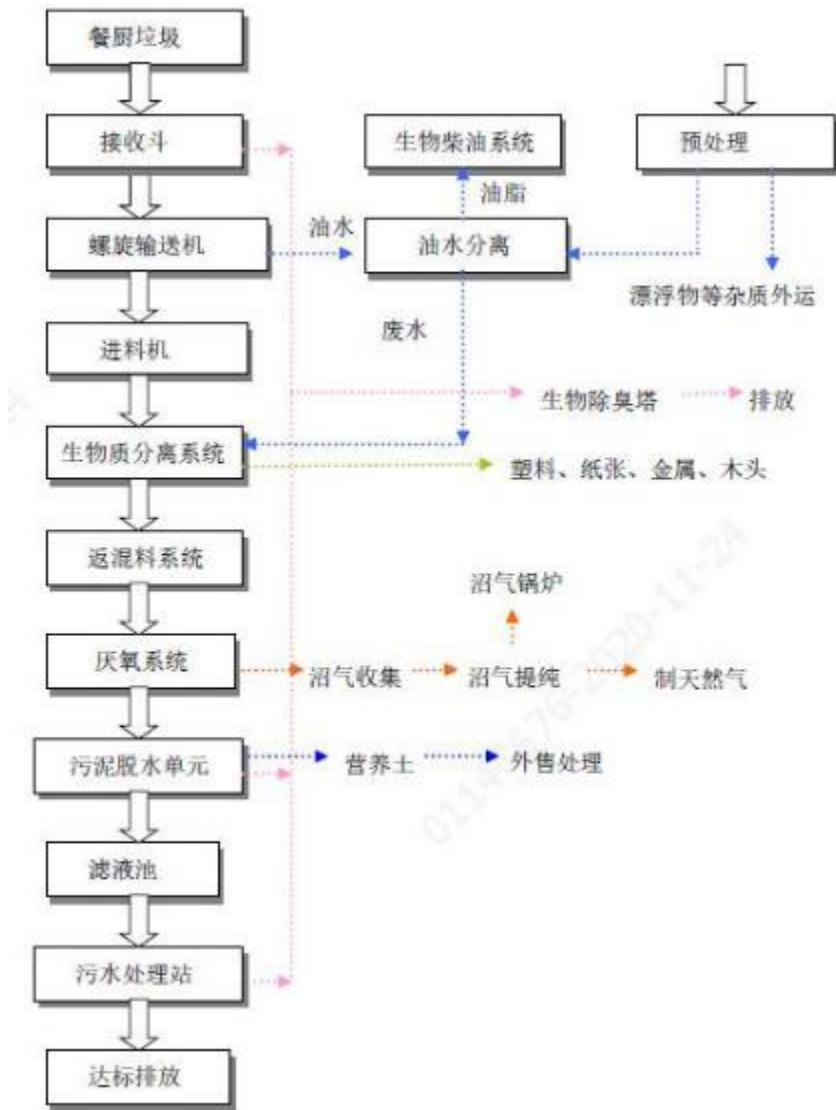 餐厨垃圾
接收斗
生物柴油系统
预处理
油脂
螺旋输送机
油水
油水分离
漂浮物等杂质外运
废水
进料机
生物除臭塔
排放
生物质分离系统
塑料、纸张、金属、木头
返混料系统
沼气锅炉
厌氧系统
沼气收集
沼气提纯
制天然气
污泥脱水单元
营养土
外售处理
滤液池
污水处理站
达标排放